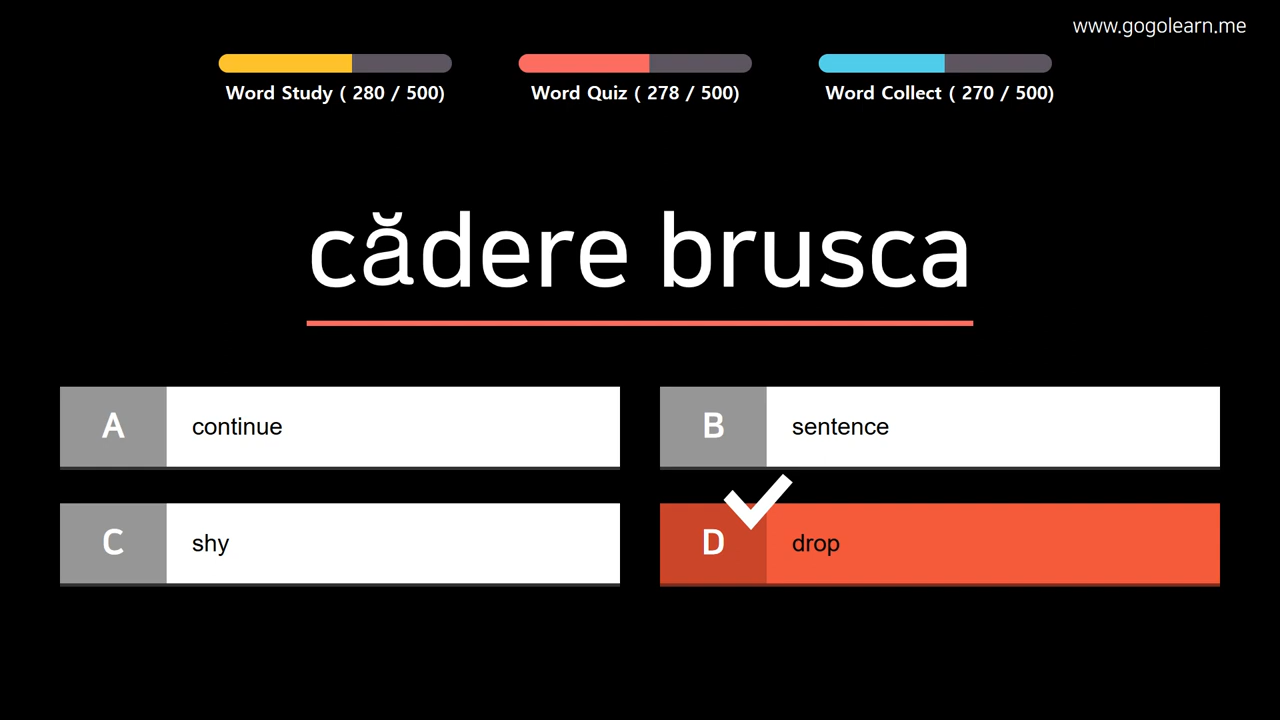 www.gogolearn.me
Word Study ( 280 / 500)
Word Quiz ( 278 / 500)
Word Collect ( 270 / 500)
cădere brusca
A
continue
B
sentence
C
shy
D
drop